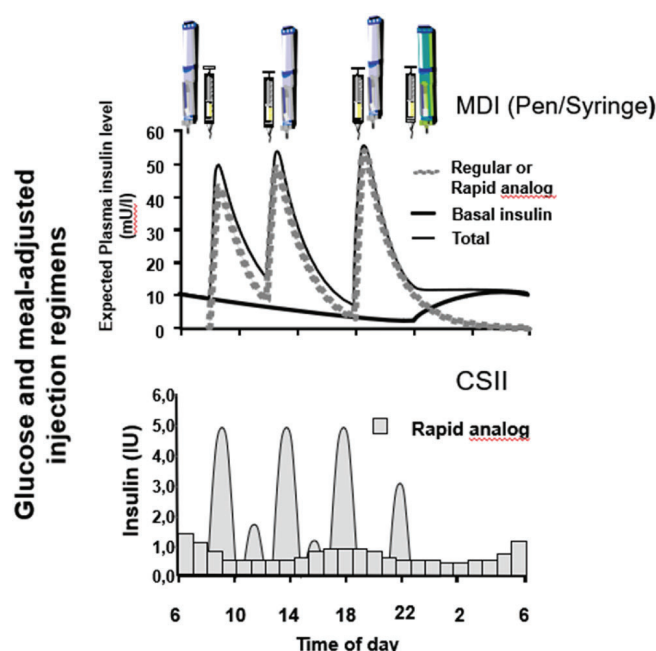 Glucose and meal-adjusted
injection regimens
MDI (Pen/Syringe)
Expected Plasma insulin level
(mU/l)
60
50
40
30
20
10
0
Regular or
Rapid analog
Basal insulin
Total
CSII
Insulin (IU)
6,0
5,0
4,0
3,0
2,0
1,0
0,0
Rapid analog
6 10 14 18 22 2 6
Time of day